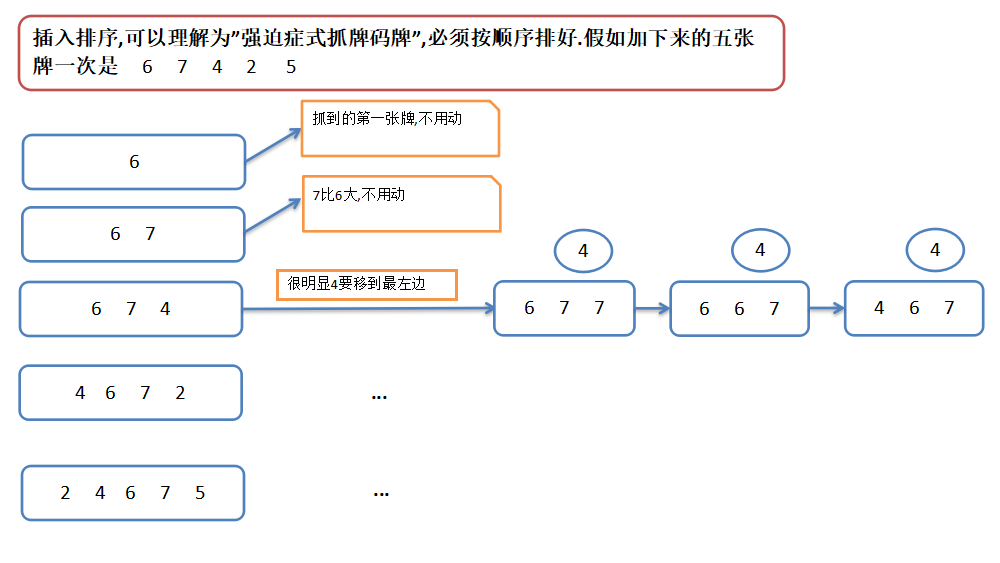 插入排序,可以理解为”强迫症式抓牌码牌”,必须按顺序排好.假如加下来的五张
牌一次是 6 7 4 2 5
抓到的第一张牌,不用动
6
7比6大,不用动
6 7
4 4 4
很明显4要移到最左边
6 7 4
6 7 7
6 6 7
4 6 7
4 6 7 2
...
2 4 6 7 5
...